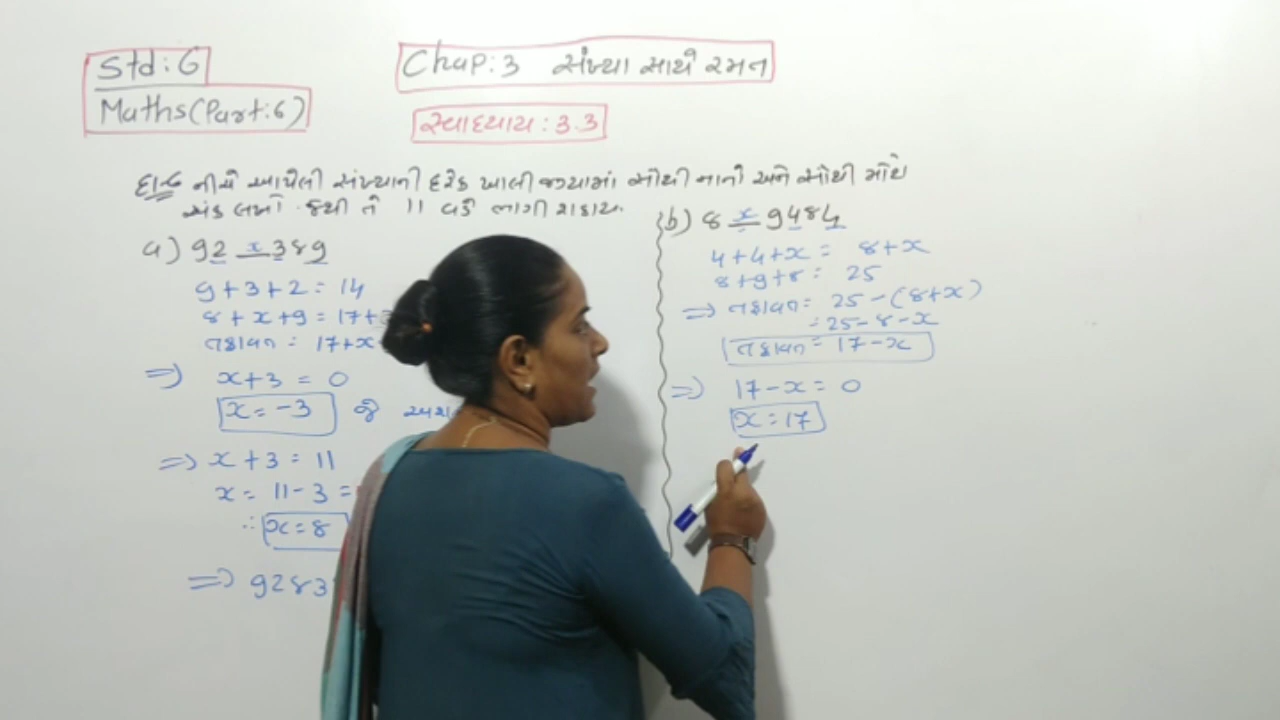 Std: 6
Maths (Part: 6)
Chap: 3 સંખ્યા સાથે રમત
સ્વાધ્યાય : 3.3
દા-6 નીચે આપેલી સંખ્યાની દરેક ખાલી જગ્યામાં સૌથી નાનો અને સૌથી મોટો
અંક લખો જેથી તે 11 વડે ભાગી શકાય.
a) 92 x 389
9+3+2 = 14
8 + x + 9 = 17+
તફાવત = 17+x
=> x+3 = 0
x = -3 જે
=> x + 3 = 11
x = 11-3 =
∴ x = 8
=> 9283
(b) 8 x 9484
4+4+x = 8+x
8+9+8 = 25
=> તફાવત = 25-(8+x)
= 25-8-x
તફાવત = 17-x
=> 17-x = 0
x = 17